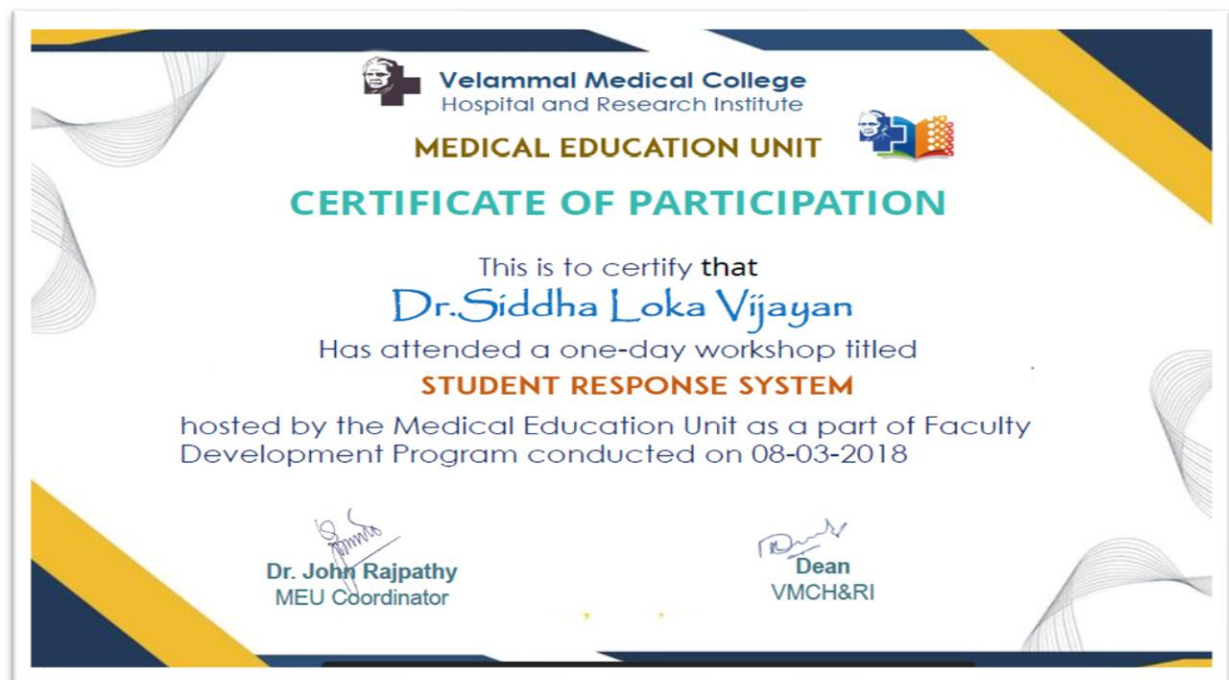 Velammal Medical College
Hospital and Research Institute
MEDICAL EDUCATION UNIT
CERTIFICATE OF PARTICIPATION
This is to certify that
Dr.Siddha Loka Vijayan
Has attended a one-day workshop titled
STUDENT RESPONSE SYSTEM
hosted by the Medical Education Unit as a part of Faculty
Development Program conducted on 08-03-2018
Dr. John Rajpathy
MEU Coordinator
Dean
VMCH&RI